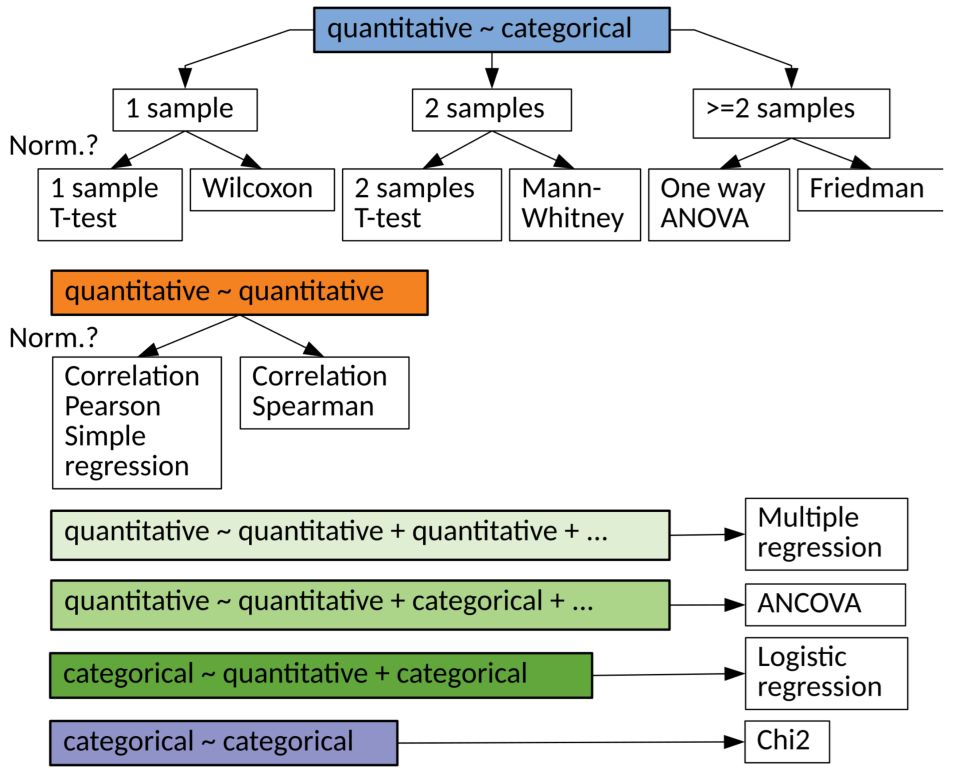 quantitative ~ categorical
1 sample
2 samples
>=2 samples
Norm.?
1 sample
T-test
Wilcoxon
2 samples
T-test
Mann-
Whitney
One way
ANOVA
Friedman
quantitative ~ quantitative
Norm.?
Correlation
Pearson
Simple
regression
Correlation
Spearman
quantitative ~ quantitative + quantitative + ...
Multiple
regression
quantitative ~ quantitative + categorical + ...
ANCOVA
categorical ~ quantitative + categorical
Logistic
regression
categorical ~ categorical
Chi2